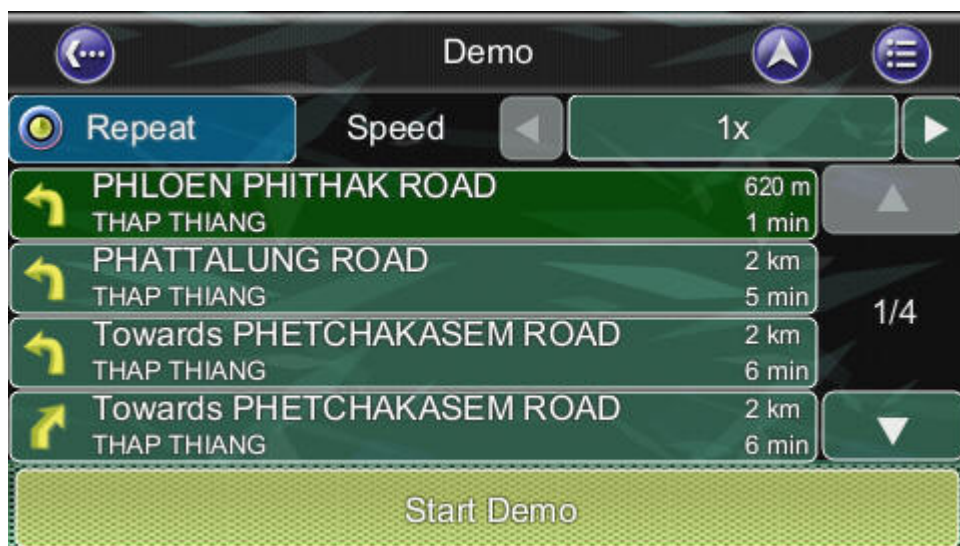 Demo
Repeat Speed 1x
PHLOEN PHITHAK ROAD 620 m
THAP THIANG 1 min
PHATTALUNG ROAD 2 km
THAP THIANG 5 min
1/4
Towards PHETCHAKASEM ROAD 2 km
THAP THIANG 6 min
Towards PHETCHAKASEM ROAD 2 km
THAP THIANG 6 min
Start Demo